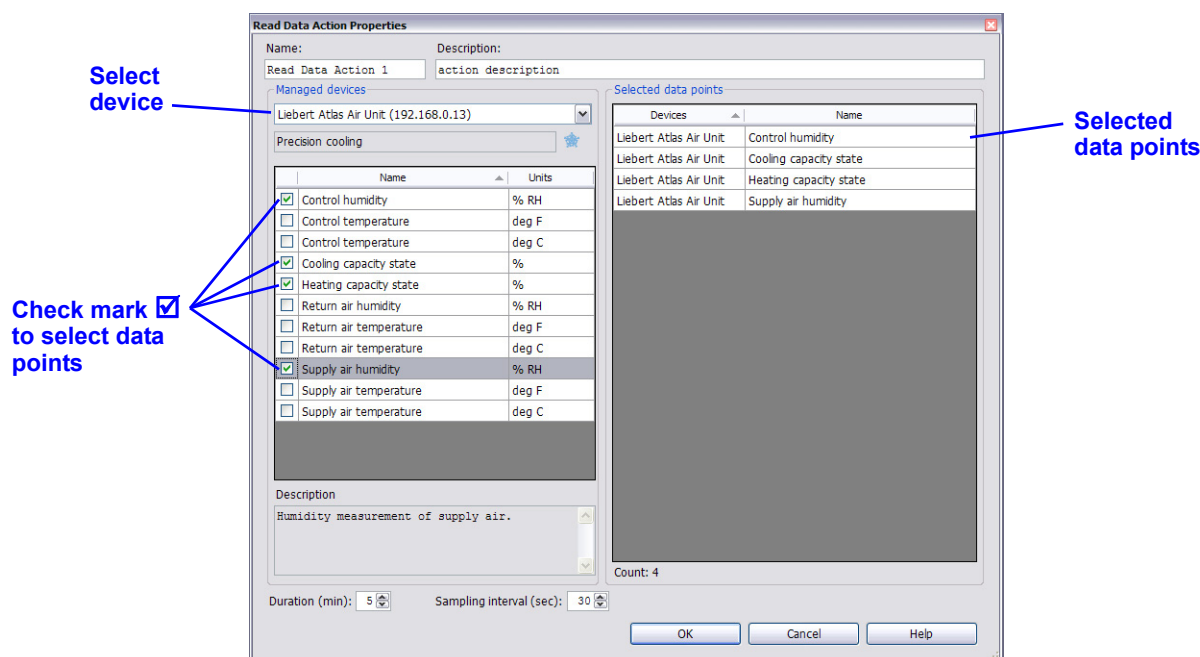 Read Data Action Properties
Name:
Description:
Read Data Action 1
action description
Select
device
Managed devices
Liebert Atlas Air Unit (192.168.0.13)
Precision cooling
Name Units
Control humidity % RH
Control temperature deg F
Control temperature deg C
Cooling capacity state %
Heating capacity state %
Return air humidity % RH
Return air temperature deg F
Return air temperature deg C
Supply air humidity % RH
Supply air temperature deg F
Supply air temperature deg C
Check mark ☑
to select data
points
Description
Humidity measurement of supply air.
Selected data points
Devices Name
Liebert Atlas Air Unit Control humidity
Liebert Atlas Air Unit Cooling capacity state
Liebert Atlas Air Unit Heating capacity state
Liebert Atlas Air Unit Supply air humidity
Selected
data points
Count: 4
Duration (min): 5
Sampling interval (sec): 30
OK
Cancel
Help